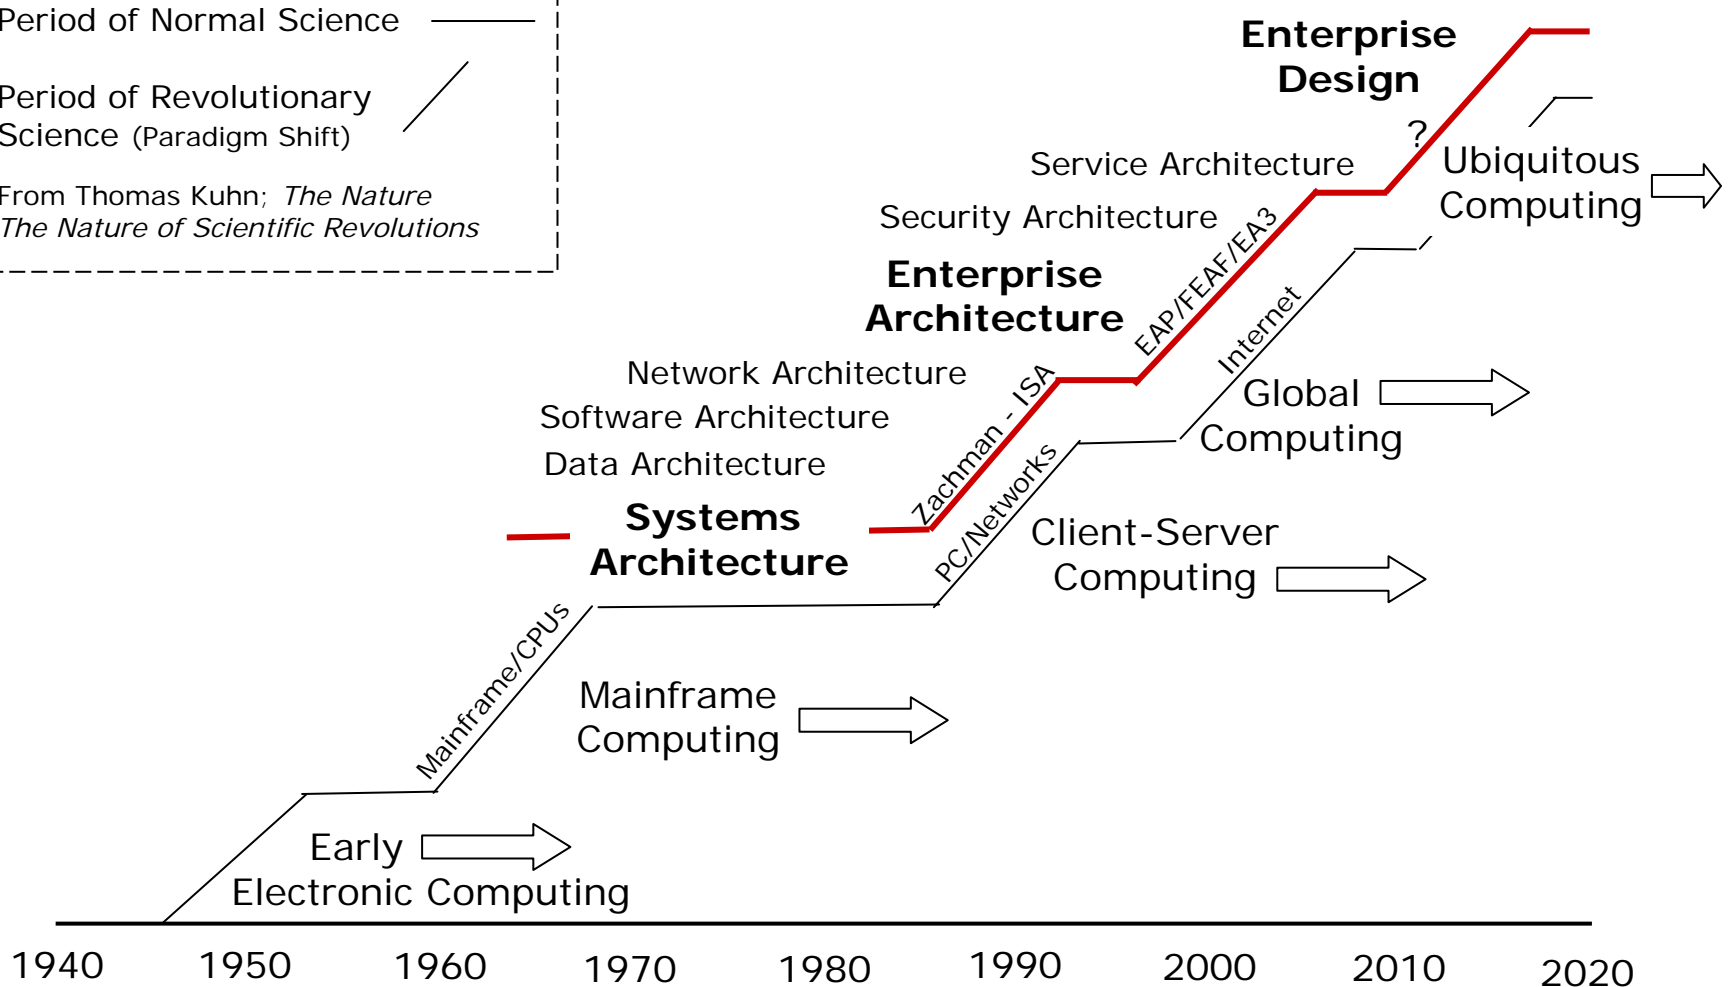 Period of Normal Science
Period of Revolutionary
Science (Paradigm Shift)
From Thomas Kuhn; The Nature
The Nature of Scientific Revolutions
Enterprise
Design
?
Ubiquitous
Computing
Service Architecture
Security Architecture
Enterprise
Architecture
EAP/FEAF/EA3
Internet
Global
Computing
Network Architecture
Software Architecture
Data Architecture
Zachman - ISA
PC/Networks
Systems
Architecture
Client-Server
Computing
Mainframe/CPUs
Mainframe
Computing
Early
Electronic Computing
1940 1950 1960 1970 1980 1990 2000 2010 2020